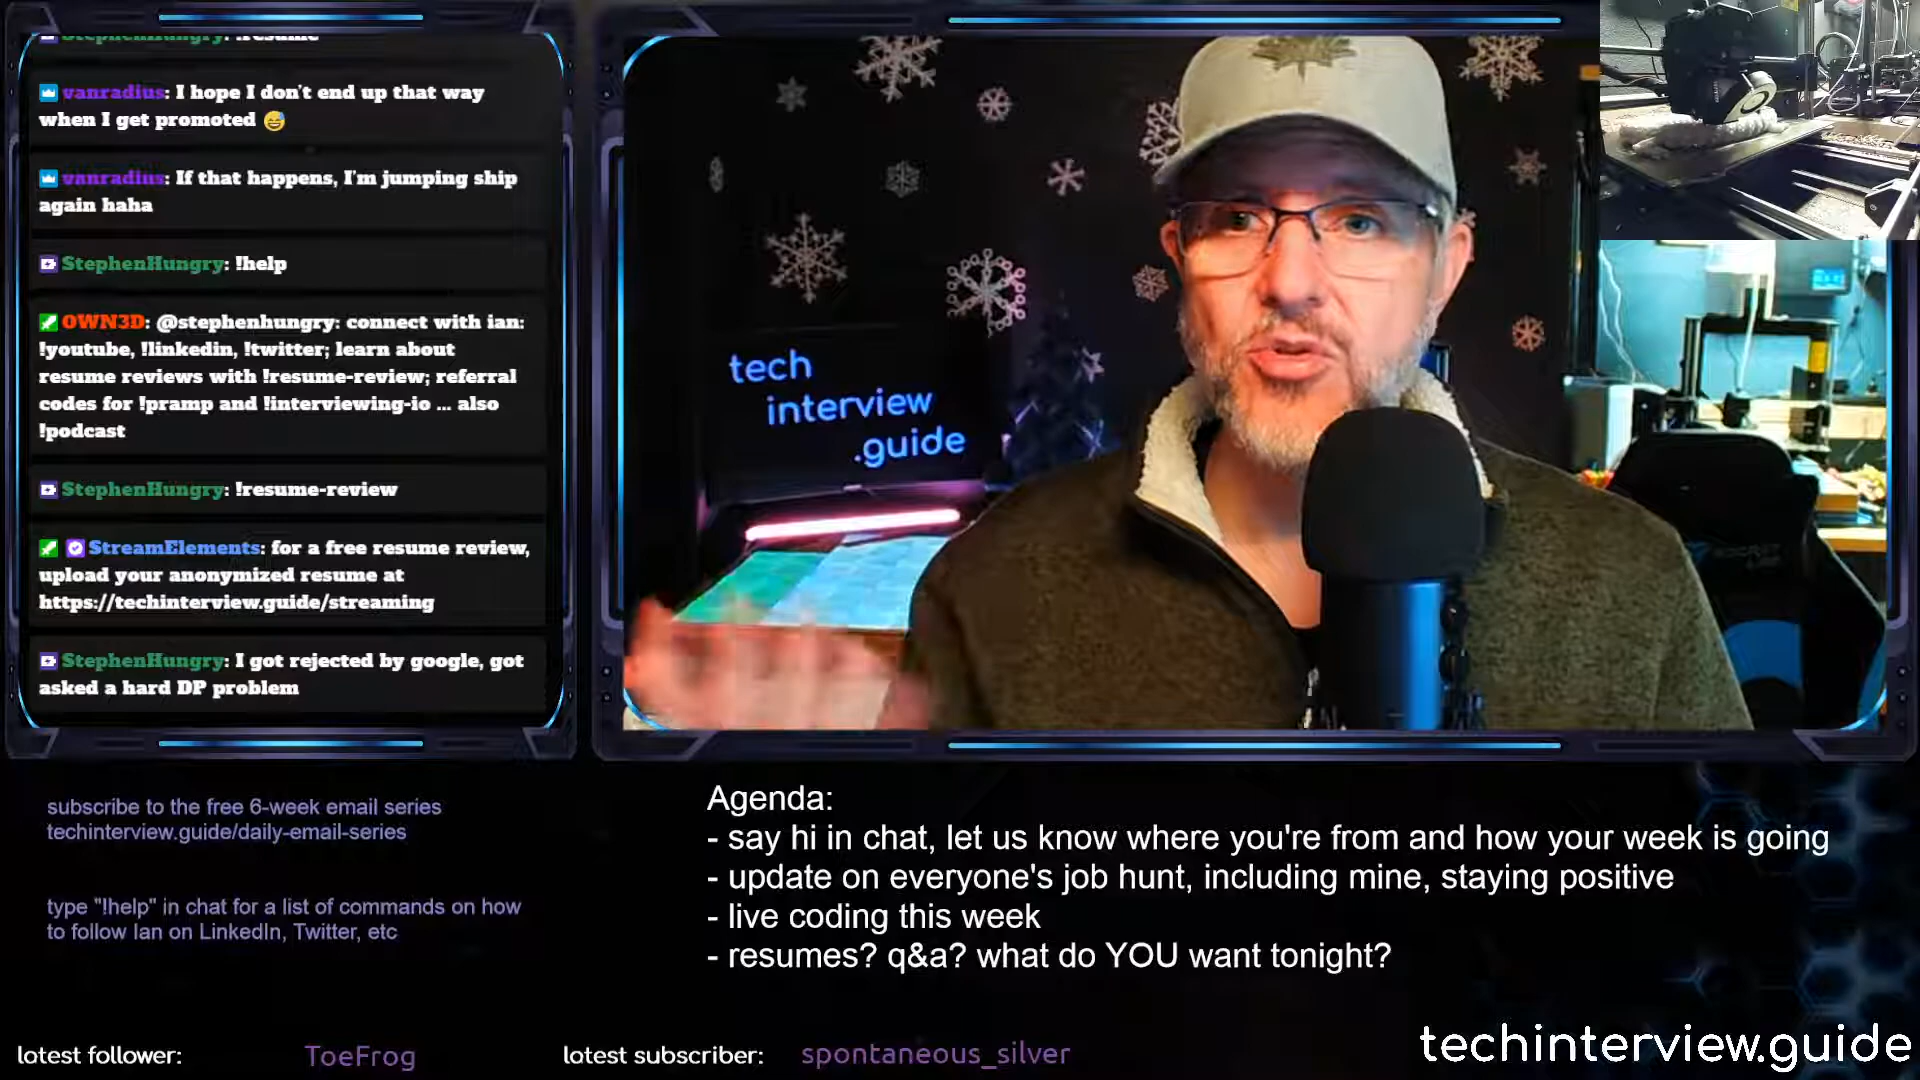 StephenHungry: !resume
vanradius: I hope I don't end up that way
when I get promoted 😅
vanradius: If that happens, I'm jumping ship
again haha
StephenHungry: !help
OWN3D: @stephenhungry: connect with ian:
!youtube, !linkedin, !twitter; learn about
resume reviews with !resume-review; referral
codes for !pramp and !interviewing-io ... also
!podcast
StephenHungry: !resume-review
StreamElements: for a free resume review,
upload your anonymized resume at
https://techinterview.guide/streaming
StephenHungry: I got rejected by google, got
asked a hard DP problem
tech
interview
.guide
subscribe to the free 6-week email series
techinterview.guide/daily-email-series
type "!help" in chat for a list of commands on how
to follow Ian on LinkedIn, Twitter, etc
Agenda:
- say hi in chat, let us know where you're from and how your week is going
- update on everyone's job hunt, including mine, staying positive
- live coding this week
- resumes? q&a? what do YOU want tonight?
latest follower: ToeFrog
latest subscriber: spontaneous_silver
techinterview.guide